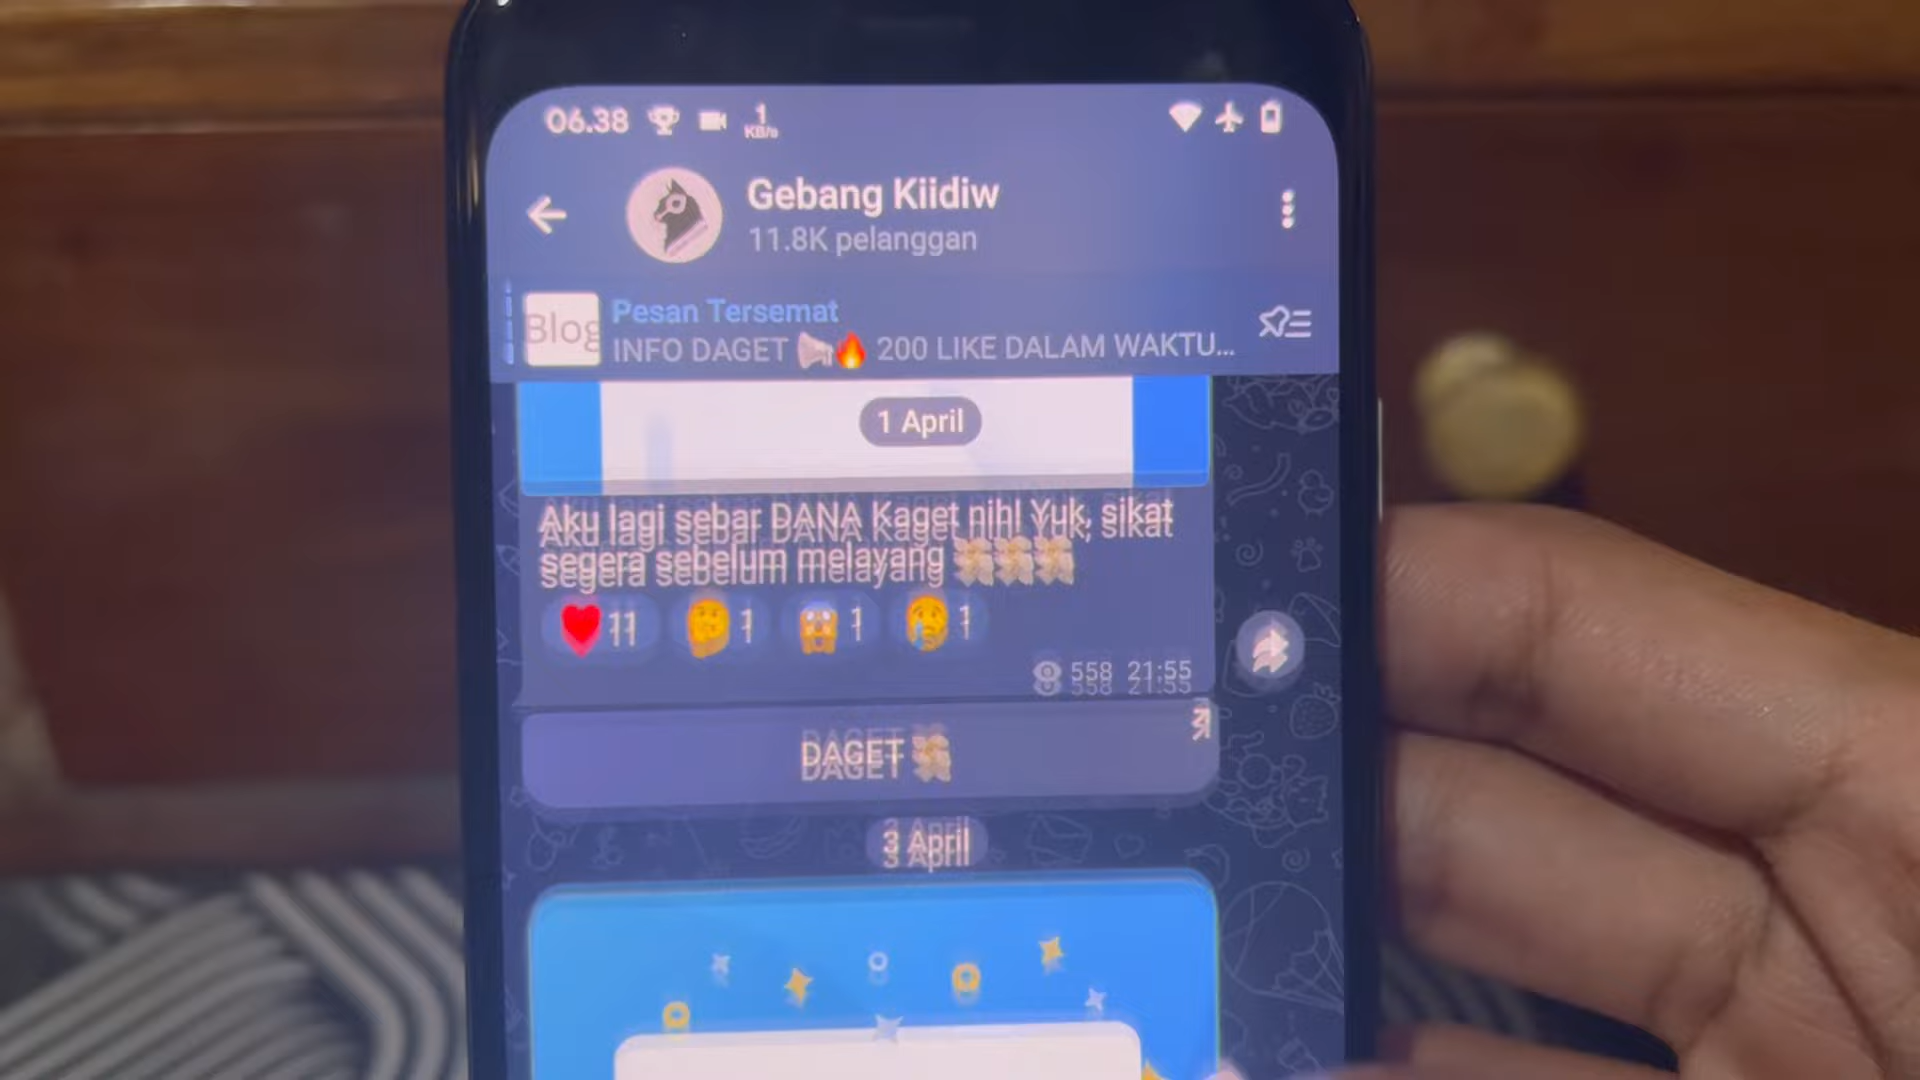 06.38
1
KB/s
Gebang Kiidiw
11.8K pelanggan
Blog
Pesan Tersemat
INFO DAGET 📢🔥 200 LIKE DALAM WAKTU...
1 April
Aku lagi sebar DANA Kaget nih! Yuk, sikat
segera sebelum melayang 💸💸💸
❤️ 11 🤔 1 😱 1 😢 1
558 21:55
DAGET 💸
3 April